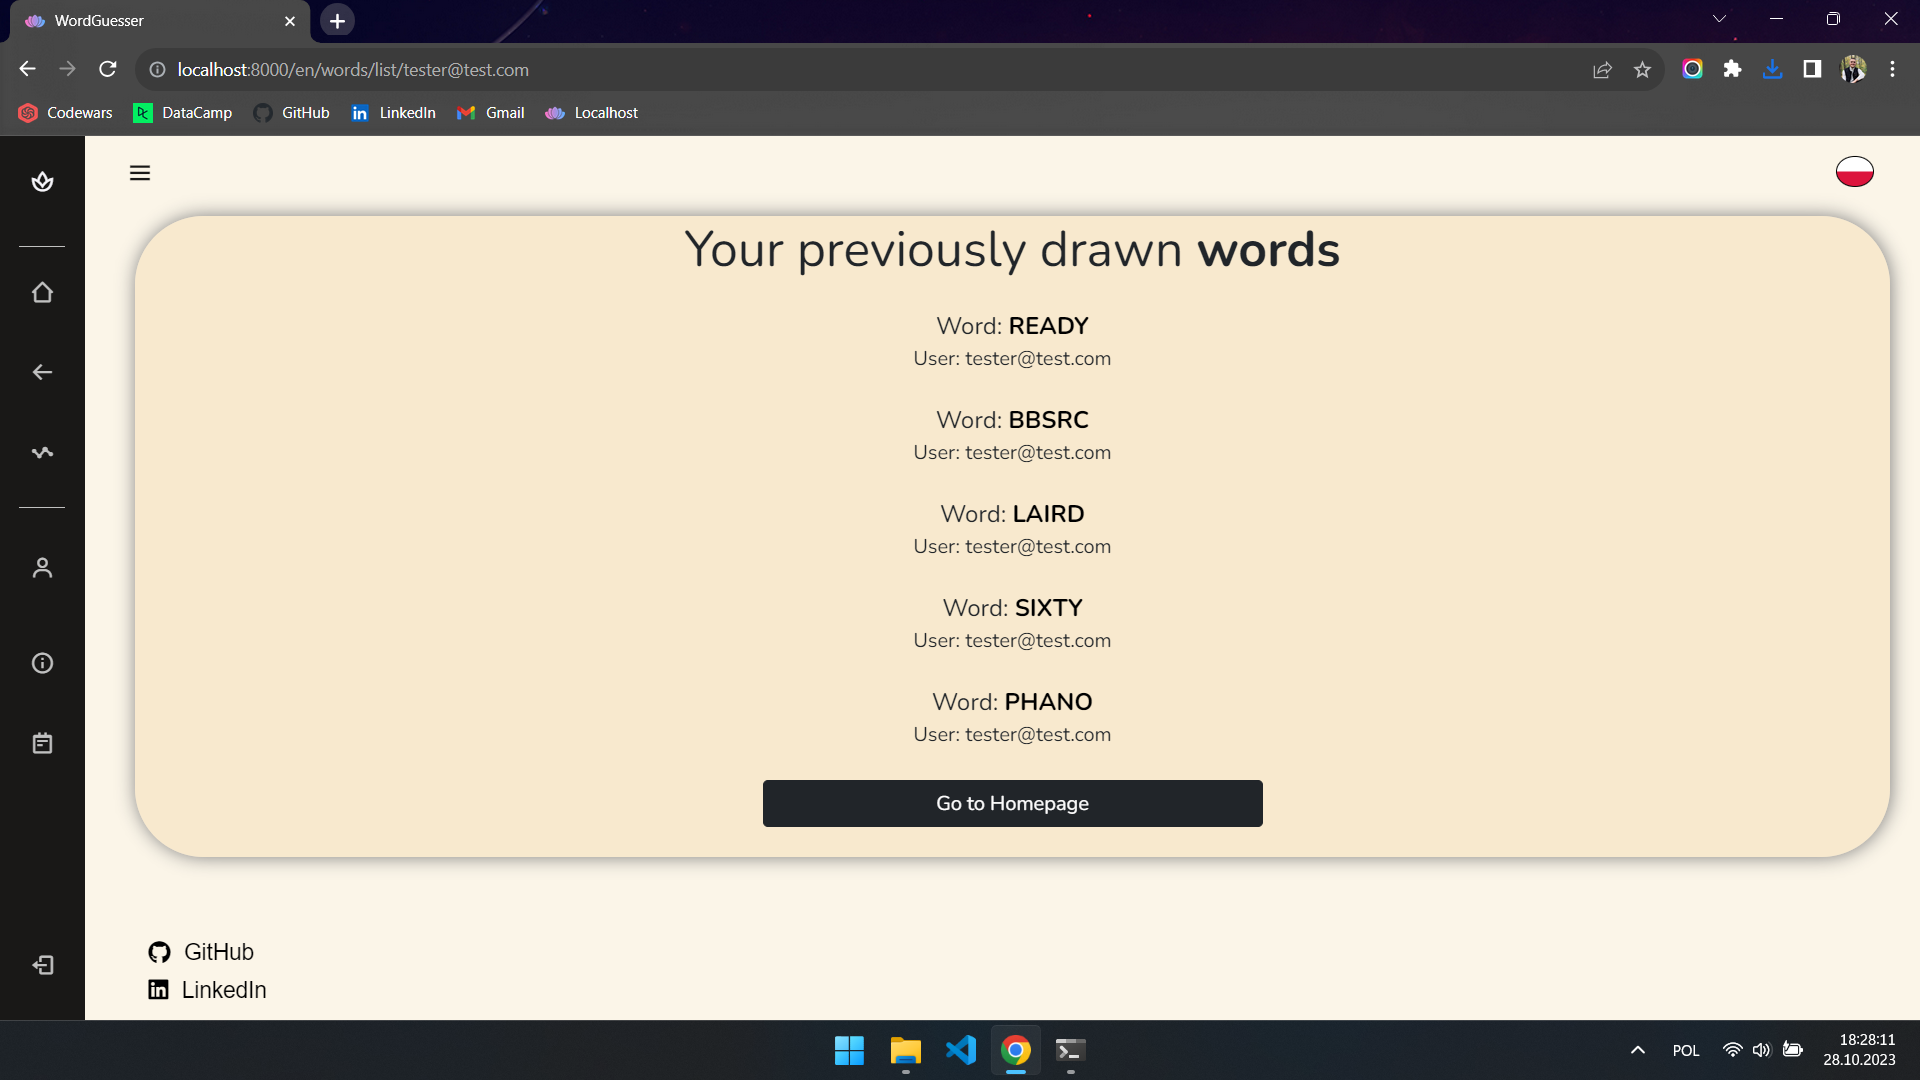 WordGuesser
localhost:8000/en/words/list/tester@test.com
Codewars DataCamp GitHub LinkedIn Gmail Localhost
Your previously drawn words
Word: READY
User: tester@test.com
Word: BBSRC
User: tester@test.com
Word: LAIRD
User: tester@test.com
Word: SIXTY
User: tester@test.com
Word: PHANO
User: tester@test.com
Go to Homepage
GitHub
LinkedIn
POL
18:28:11
28.10.2023